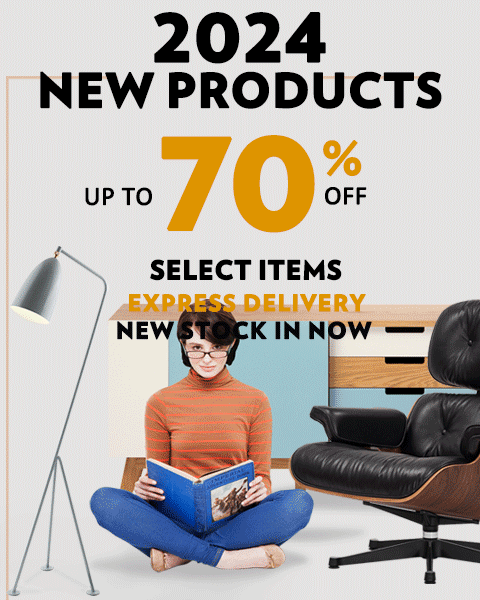 2024
NEW PRODUCTS
UP TO 70% OFF
SELECT ITEMS
EXPRESS DELIVERY
NEW STOCK IN NOW